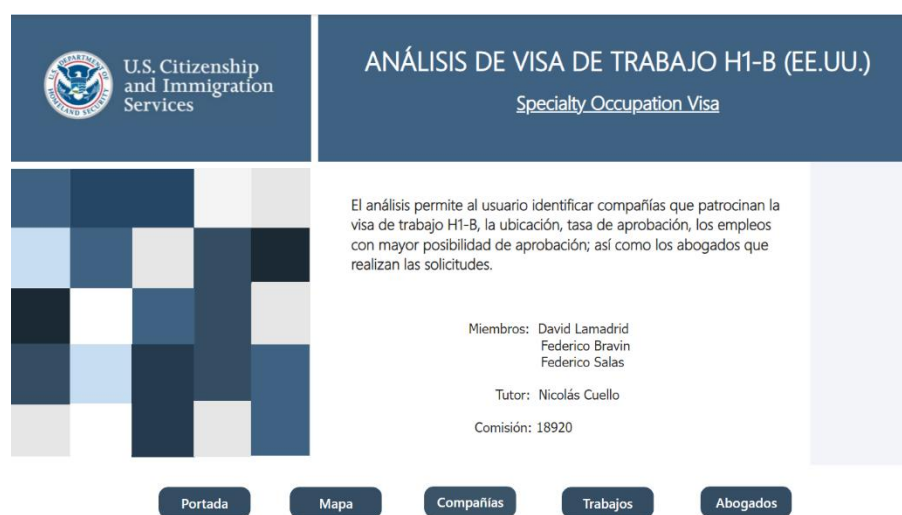 U.S. Citizenship
and Immigration
Services
ANÁLISIS DE VISA DE TRABAJO H1-B (EE.UU.)
Specialty Occupation Visa
El análisis permite al usuario identificar compañías que patrocinan la
visa de trabajo H1-B, la ubicación, tasa de aprobación, los empleos
con mayor posibilidad de aprobación; así como los abogados que
realizan las solicitudes.
Miembros: David Lamadrid
Federico Bravin
Federico Salas
Tutor: Nicolás Cuello
Comisión: 18920
Portada Mapa Compañías Trabajos Abogados